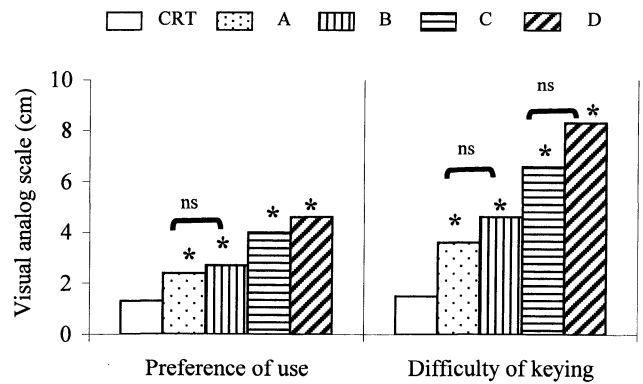 CRT A B C D
Visual analog scale (cm)
10
8
6
4
2
0
ns
* * * *
ns
ns
* * * *
Preference of use
Difficulty of keying